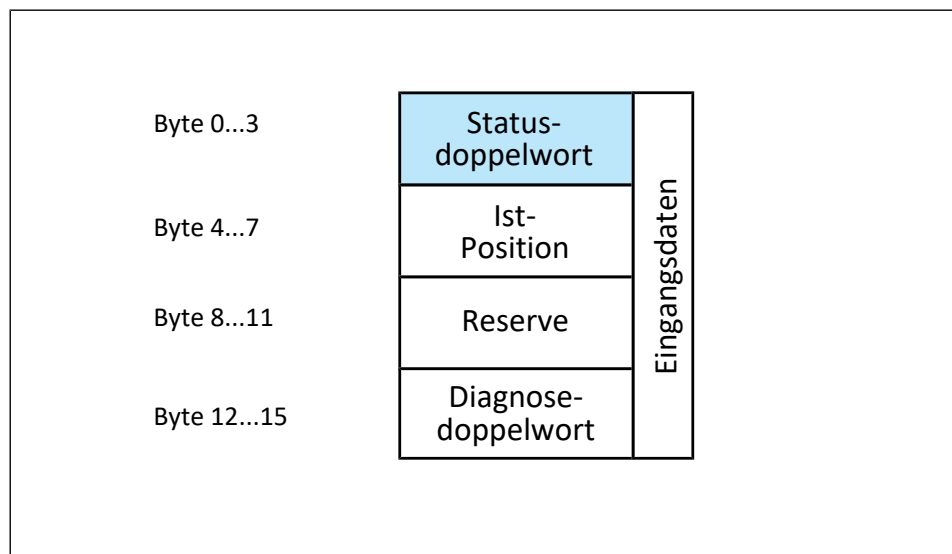 Byte 0...3
Status-
doppelwort
Byte 4...7
Ist-
Position
Byte 8...11
Reserve
Byte 12...15
Diagnose-
doppelwort
Eingangsdaten